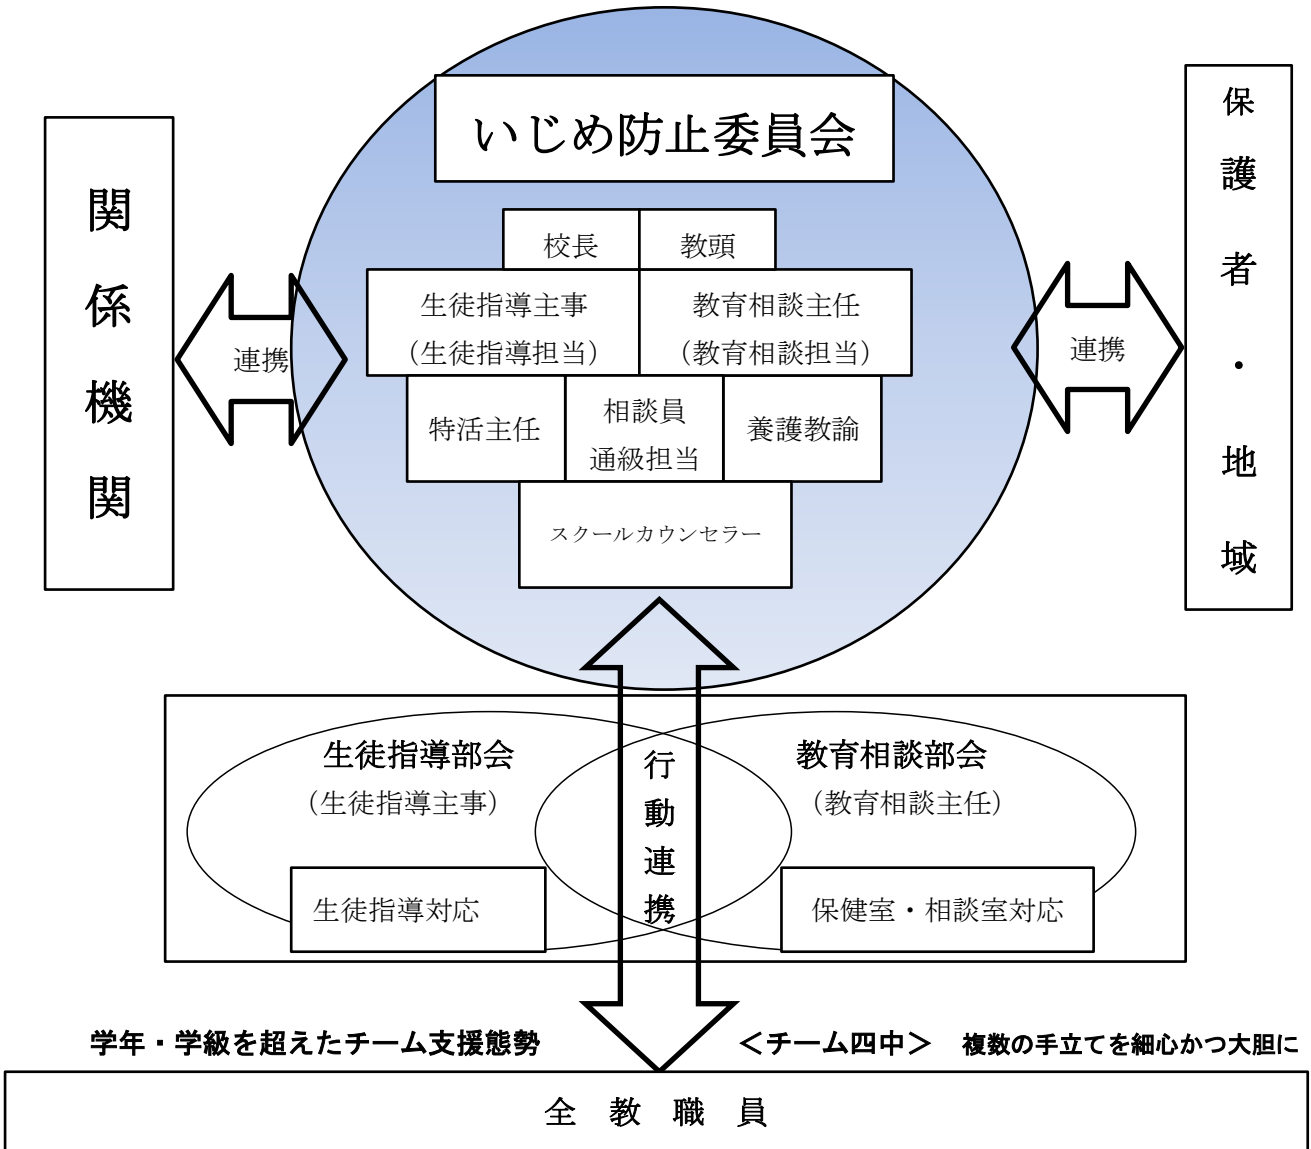 いじめ防止委員会
関係機関
保護者・地域
校長
教頭
生徒指導主事
(生徒指導担当)
教育相談主任
(教育相談担当)
連携
連携
特活主任
相談員
通級担当
養護教諭
スクールカウンセラー
生徒指導部会
(生徒指導主事)
教育相談部会
(教育相談主任)
行動連携
生徒指導対応
保健室・相談室対応
学年・学級を超えたチーム支援態勢
＜チーム四中＞ 複数の手立てを細心かつ大胆に
全教職員